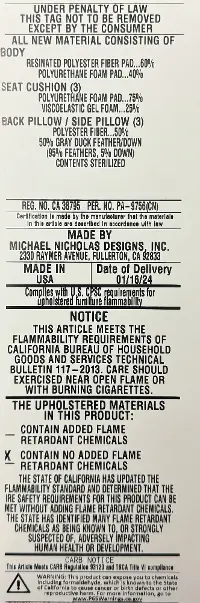 UNDER PENALTY OF LAW
THIS TAG NOT TO BE REMOVED
EXCEPT BY THE CONSUMER
ALL NEW MATERIAL CONSISTING OF
BODY
RESINATED POLYESTER FIBER PAD...60%
POLYURETHANE FOAM PAD...40%
SEAT CUSHION (3)
POLYURETHANE FOAM PAD...75%
VISCOELASTIC GEL FOAM...25%
BACK PILLOW / SIDE PILLOW (3)
POLYESTER FIBER...50%
50% GRAY DUCK FEATHER/DOWN
(95% FEATHERS, 5% DOWN)
CONTENTS STERILIZED
REG. NO. CA 38795 PER. NO. PA-9756(CN)
Certification is made by the manufacturer that the materials
in this article are described in accordance with law
MADE BY
MICHAEL NICHOLAS DESIGNS, INC.
2330 RAYMER AVENUE, FULLERTON, CA 92833
MADE IN
USA
Date of Delivery
01/16/24
Complies with U.S. CPSC requirements for
upholstered furniture flammability
NOTICE
THIS ARTICLE MEETS THE
FLAMMABILITY REQUIREMENTS OF
CALIFORNIA BUREAU OF HOUSEHOLD
GOODS AND SERVICES TECHNICAL
BULLETIN 117-2013. CARE SHOULD
EXERCISED NEAR OPEN FLAME OR
WITH BURNING CIGARETTES.
THE UPHOLSTERED MATERIALS
IN THIS PRODUCT:
_ CONTAIN ADDED FLAME
RETARDANT CHEMICALS
X CONTAIN NO ADDED FLAME
RETARDANT CHEMICALS
THE STATE OF CALIFORNIA HAS UPDATED THE
FLAMMABILITY STANDARD AND DETERMINED THAT THE
IRE SAFETY REQUIREMENTS FOR THIS PRODUCT CAN BE
MET WITHOUT ADDING FLAME RETARDANT CHEMICALS.
THE STATE HAS IDENTIFIED MANY FLAME RETARDANT
CHEMICALS AS BEING KNOWN TO, OR STRONGLY
SUSPECTED OF, ADVERSELY IMPACTING
HUMAN HEALTH OR DEVELOPMENT.
CARB NOTICE
This Article Meets CARB Regulation 93120 and TSCA Title VI compliance
WARNING: This product can expose you to chemicals
including formaldehyde, which is known to the State
of California to cause cancer or birth defects or other
reproductive harm. For more information, go to
www.P65Warnings.ca.gov